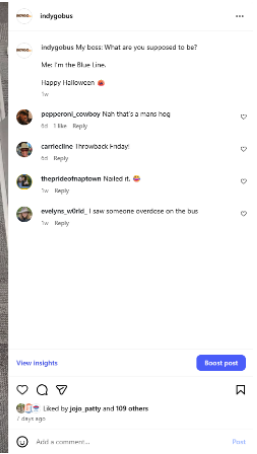 indygobus
indygobus My boss: What are you supposed to be?
Me: I'm the Blue Line.
Happy Halloween
1w
pepperoni_cowboy Nah that's a mans hog
6d 1 like Reply
carriecline Throwback Friday!
6d Reply
theprideofnaptown Nailed it.
1w Reply
evelyns_w0rld_ I saw someone overdose on the bus
1w Reply
View insights
Boost post
Liked by jojo_patty and 109 others
7 days ago
Add a comment...
Post